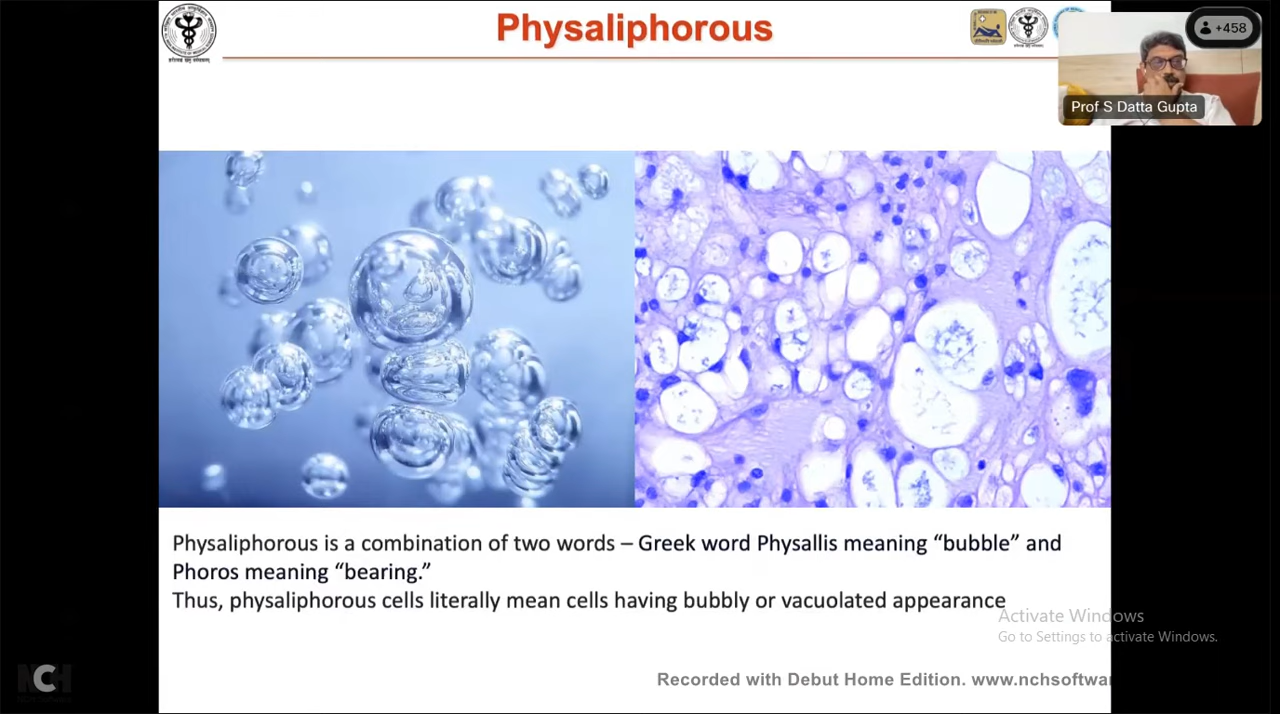 Physaliphorous
+458
Prof S Datta Gupta
Physaliphorous is a combination of two words – Greek word Physallis meaning “bubble” and
Phoros meaning “bearing.”
Thus, physaliphorous cells literally mean cells having bubbly or vacuolated appearance
Activate Windows
Go to Settings to activate Windows.
NCH
Recorded with Debut Home Edition. www.nchsoftwar